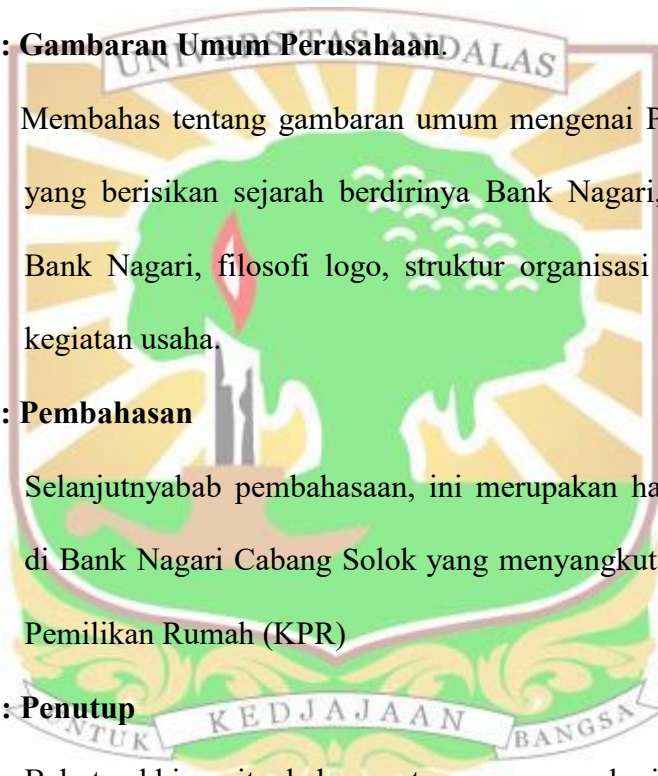 : Gambaran Umum Perusahaan.
UNIVERSITAS ANDALAS
Membahas tentang gambaran umum mengenai
yang berisikan sejarah berdirinya Bank Nagari,
Bank Nagari, filosofi logo, struktur organisasi
kegiatan usaha.
: Pembahasan
Selanjutnyabab pembahasaan, ini merupakan
di Bank Nagari Cabang Solok yang menyangkut
Pemilikan Rumah (KPR)
: Penutup
UNTUK KEDJAJAAN BANGSA